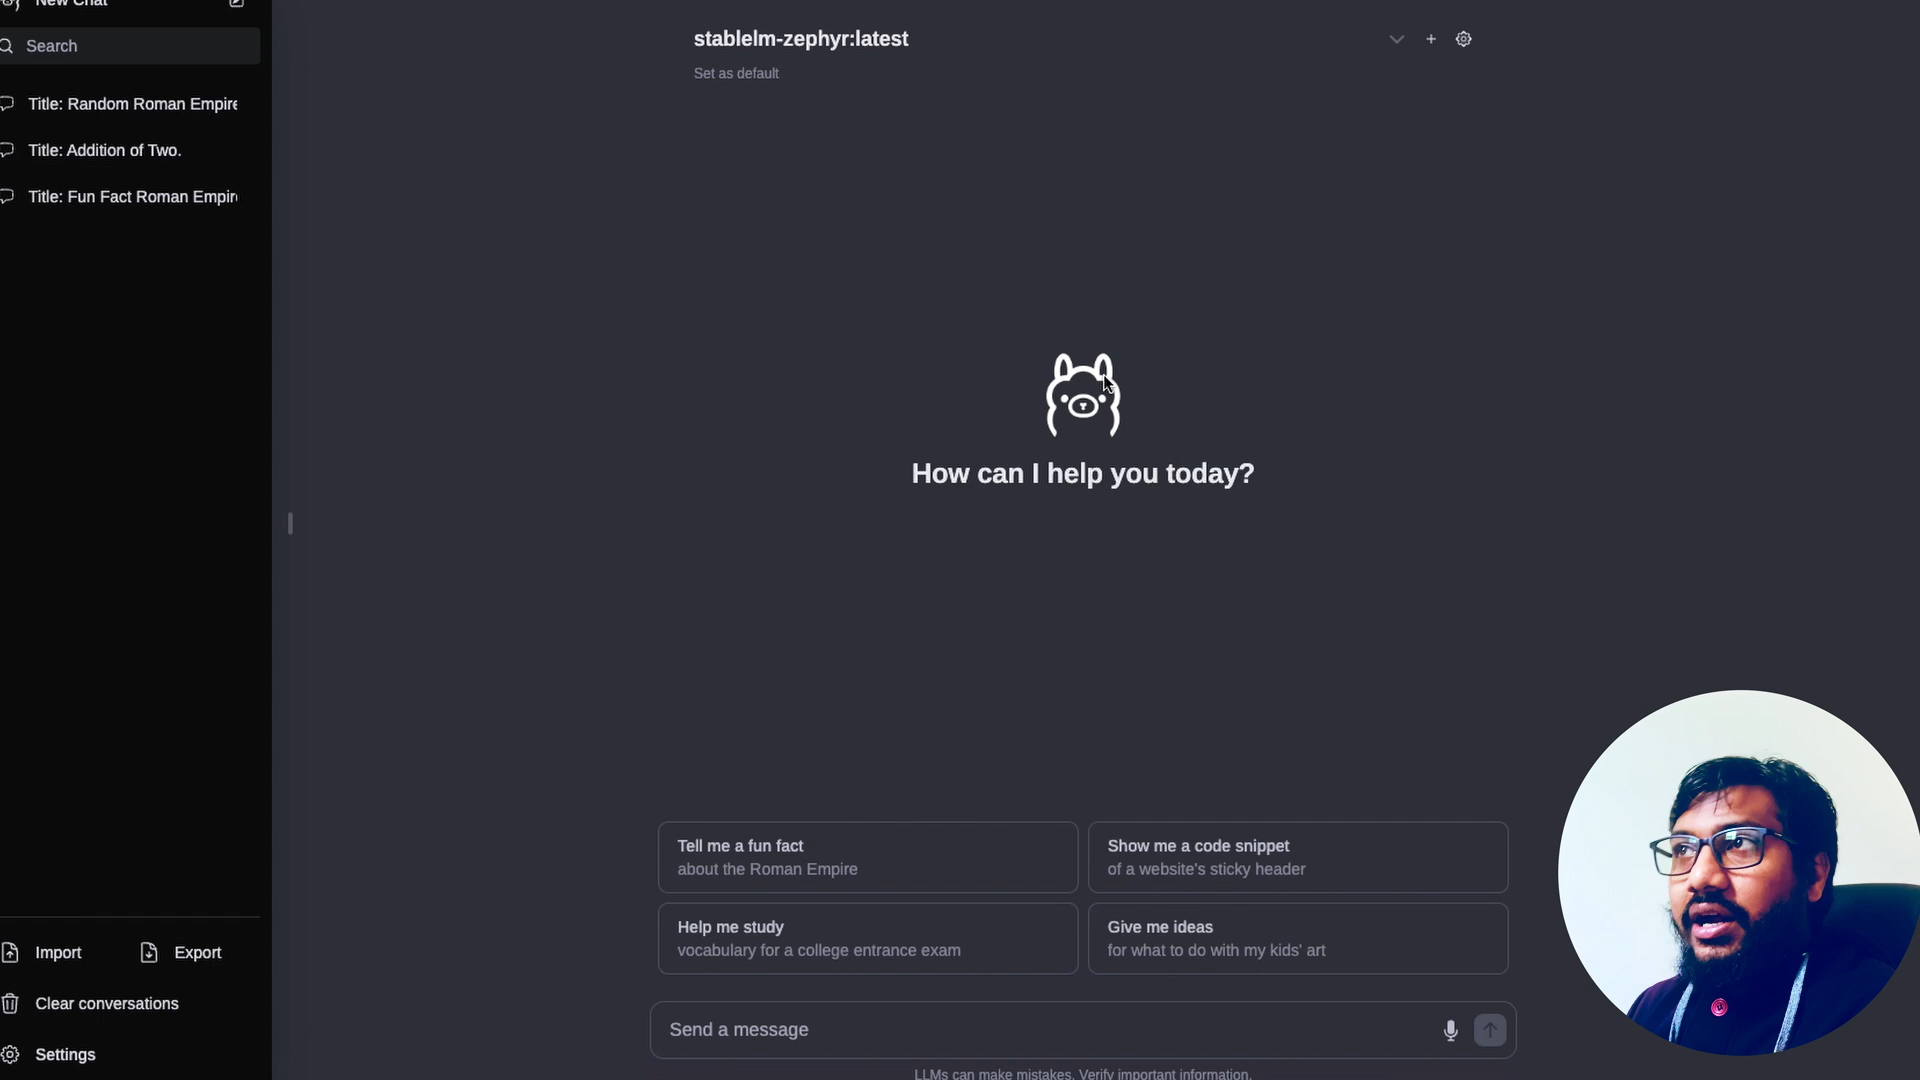 New Chat
Search
Title: Random Roman Empire
Title: Addition of Two.
Title: Fun Fact Roman Empir
Import
Export
Clear conversations
Settings
stablelm-zephyr:latest
Set as default
How can I help you today?
Tell me a fun fact
about the Roman Empire
Show me a code snippet
of a website's sticky header
Help me study
vocabulary for a college entrance exam
Give me ideas
for what to do with my kids' art
Send a message
LLMs can make mistakes. Verify important information.